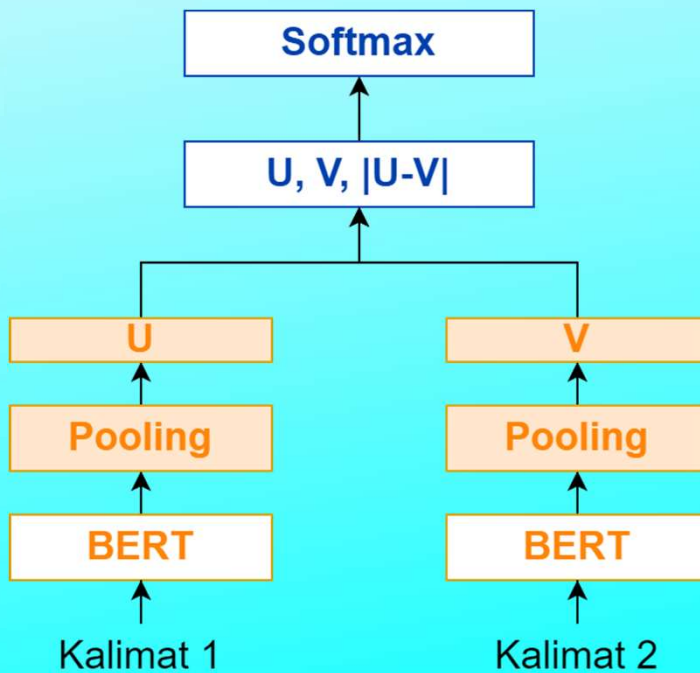 Softmax
U, V, |U-V|
U
V
Pooling
Pooling
BERT
BERT
Kalimat 1
Kalimat 2